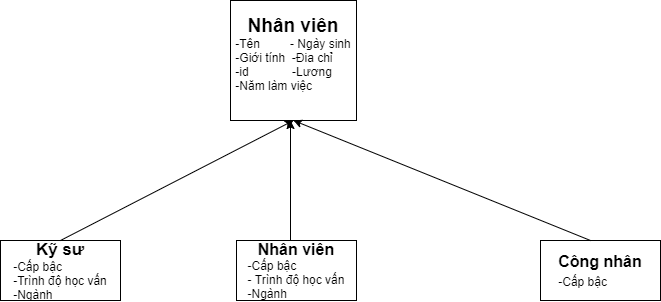 Nhân viên
-Tên - Ngày sinh
-Giới tính -Đia chỉ
-id -Lương
-Năm làm việc
Kỹ sư
-Cấp bậc
-Trình độ học vấn
-Ngành
Nhân viên
-Cấp bậc
- Trình độ học vấn
-Ngành
Công nhân
-Cấp bậc